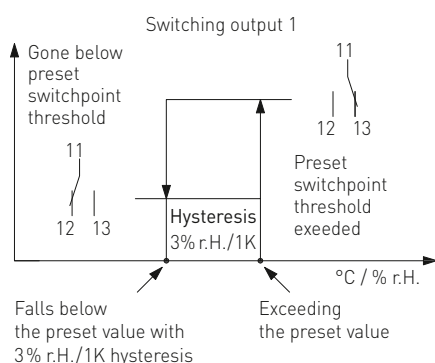 Switching output 1
Gone below
preset
switchpoint
threshold
11
12 13
11
12 13
Preset
switchpoint
threshold
exeeded
Hysteresis
3% r.H./1K
°C / % r.H.
Falls below
the preset value with
3% r.H./1K hysteresis
Exceeding
the preset value